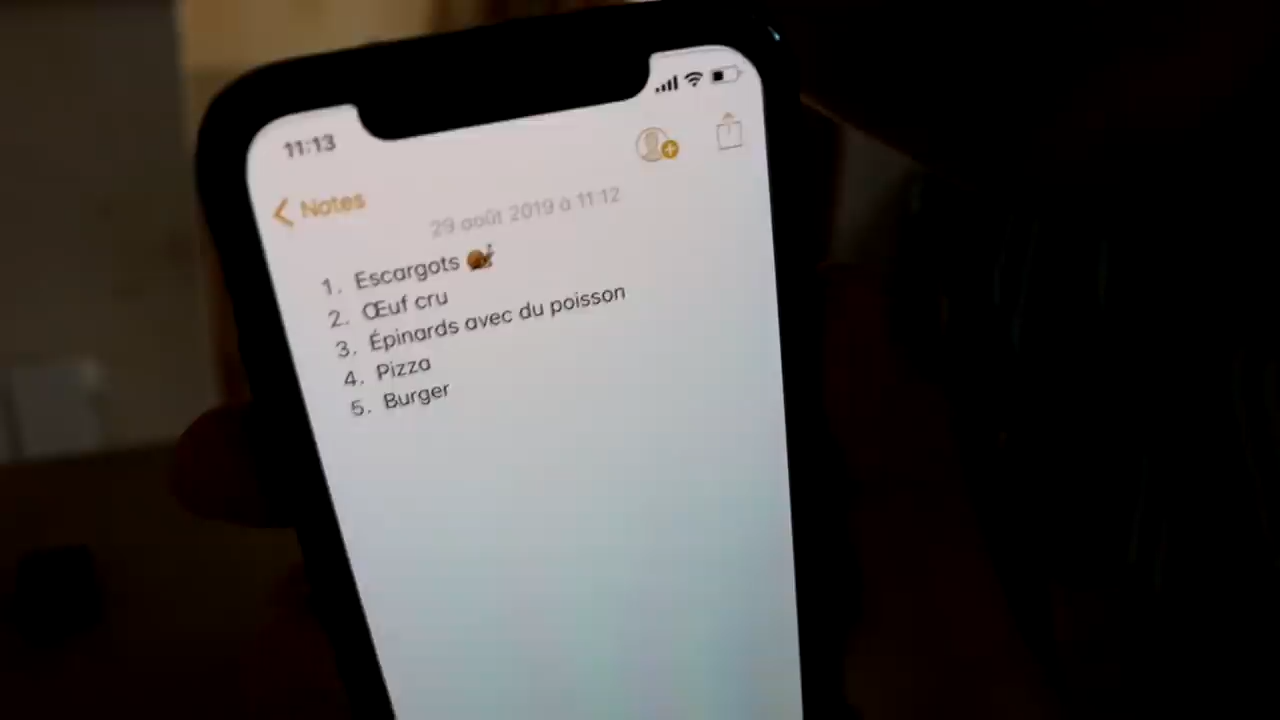 11:13
Notes
29 août 2019 à 11:12
1. Escargots 🐌
2. Œuf cru
3. Épinards avec du poisson
4. Pizza
5. Burger